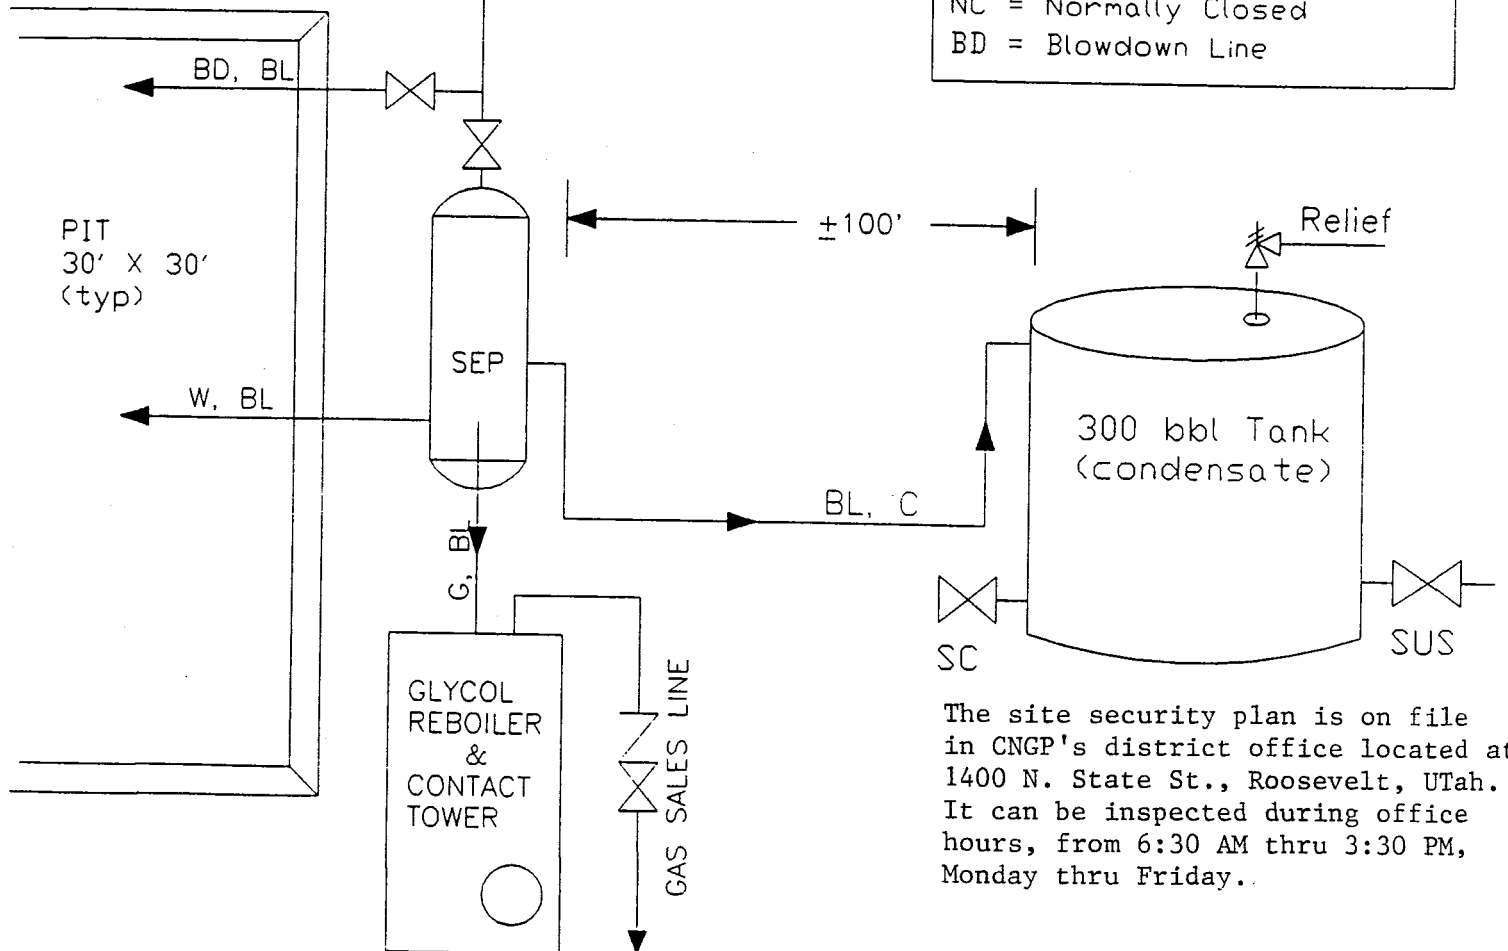 NC = Normally Closed
BD = Blowdown Line
BD, BL
PIT
30' X 30'
(typ)
±100'
Relief
SEP
W, BL
300 bbl Tank
(condensate)
BL, C
G, BL
SC
SUS
GLYCOL
REBOILER
&
CONTACT
TOWER
GAS SALES LINE
The site security plan is on file
in CNGP's district office located at
1400 N. State St., Roosevelt, UTah.
It can be inspected during office
hours, from 6:30 AM thru 3:30 PM,
Monday thru Friday.